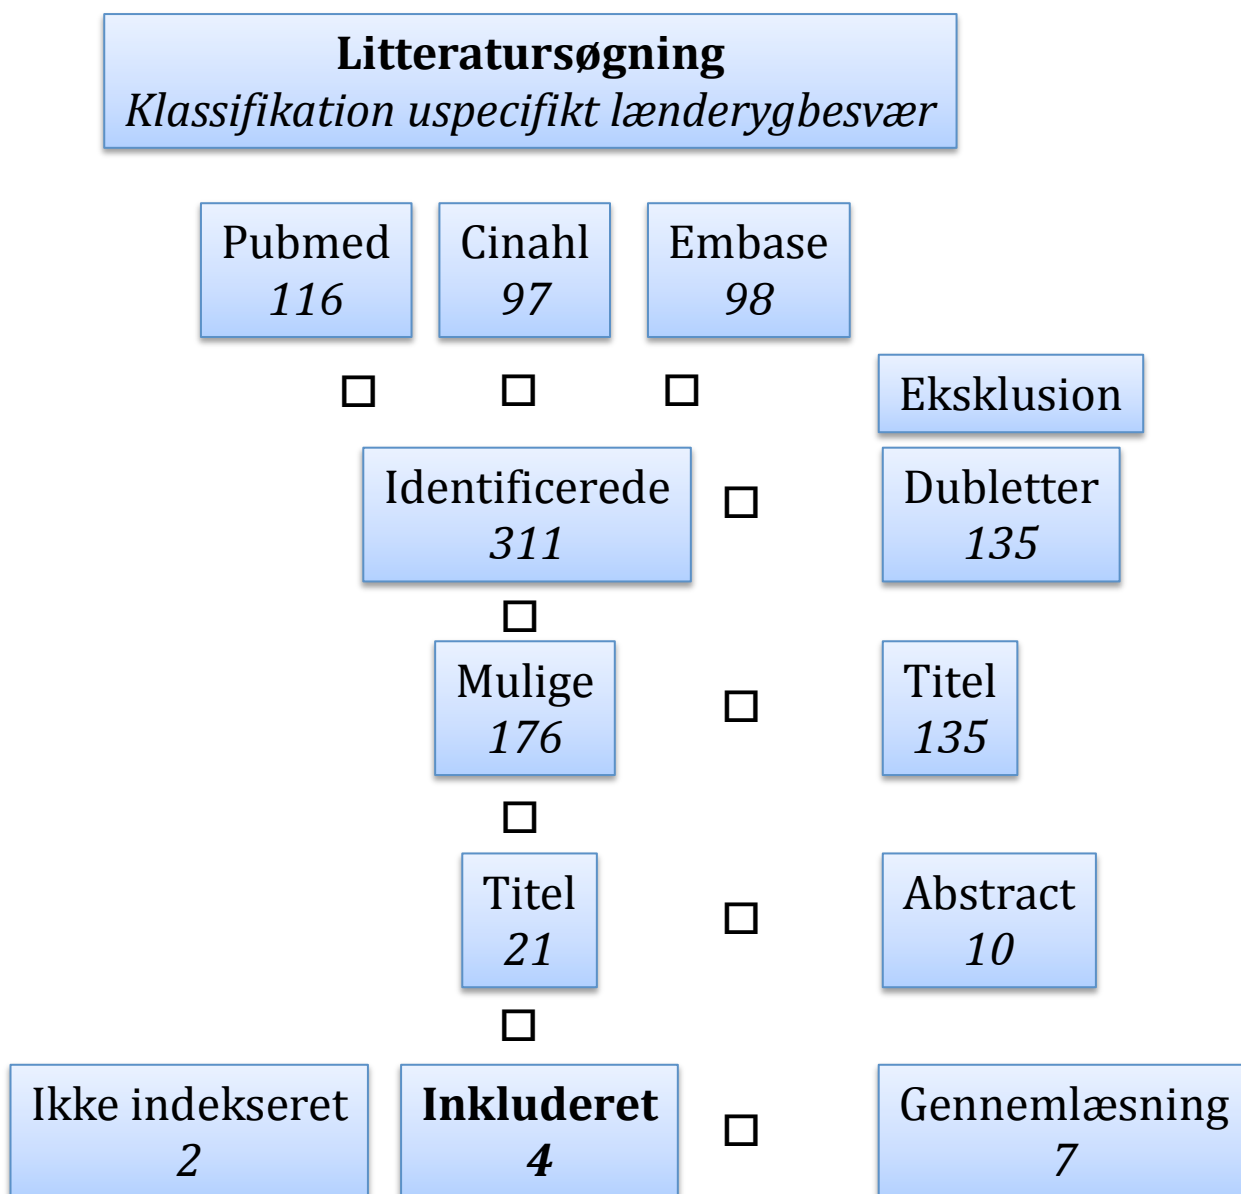 Litteratursøgning
Klassifikation uspecifikt lænderygbesvær
Pubmed
116
Cinahl
97
Embase
98
Eksklusion
Identificerede
311
Dubletter
135
Mulige
176
Titel
135
Titel
21
Abstract
10
Ikke indekseret
2
Inkluderet
4
Gennemlæsning
7